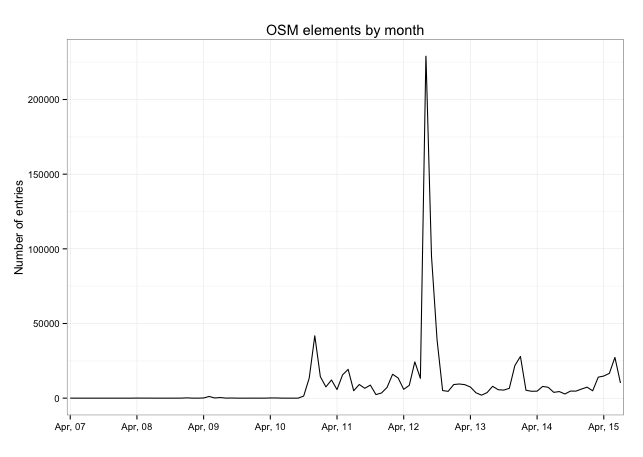 OSM elements by month
Number of entries
200000
150000
100000
50000
0
Apr, 07 Apr, 08 Apr, 09 Apr, 10 Apr, 11 Apr, 12 Apr, 13 Apr, 14 Apr, 15